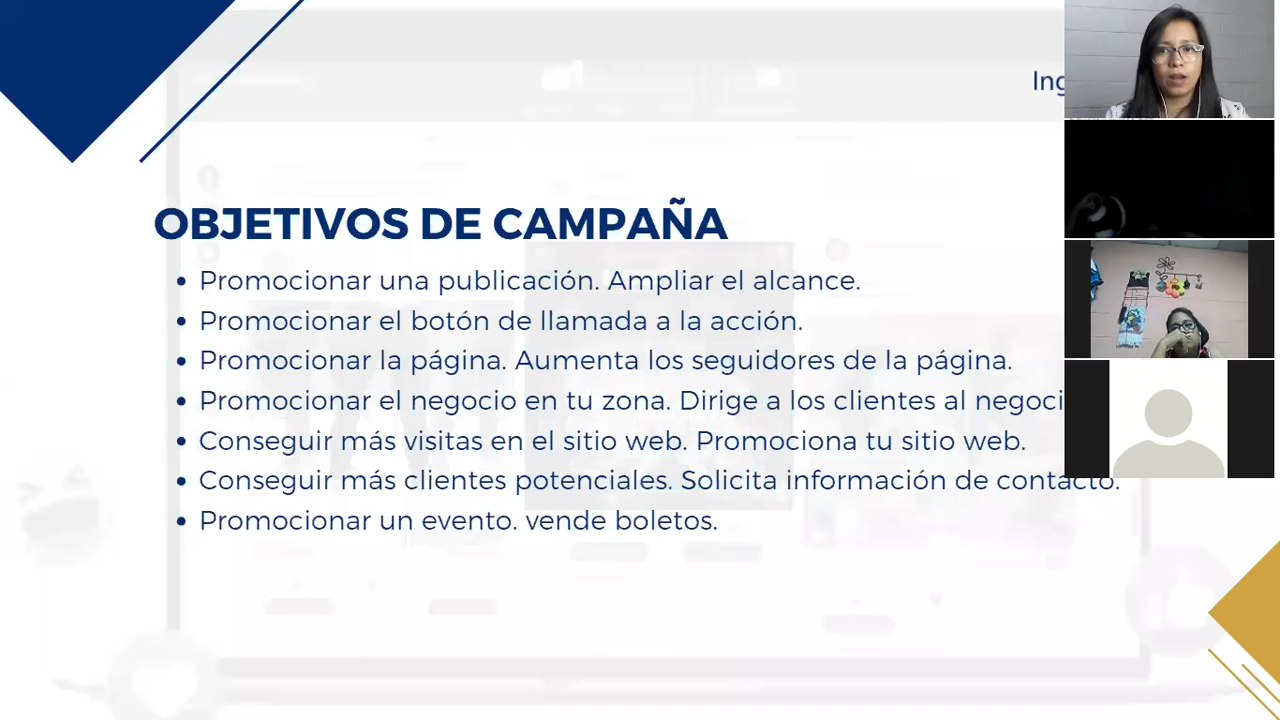 Ing
OBJETIVOS DE CAMPAÑA
• Promocionar una publicación. Ampliar el alcance.
• Promocionar el botón de llamada a la acción.
• Promocionar la página. Aumenta los seguidores de la página.
• Promocionar el negocio en tu zona. Dirige a los clientes al negoci
• Conseguir más visitas en el sitio web. Promociona tu sitio web.
• Conseguir más clientes potenciales. Solicita información de contacto.
• Promocionar un evento. vende boletos.